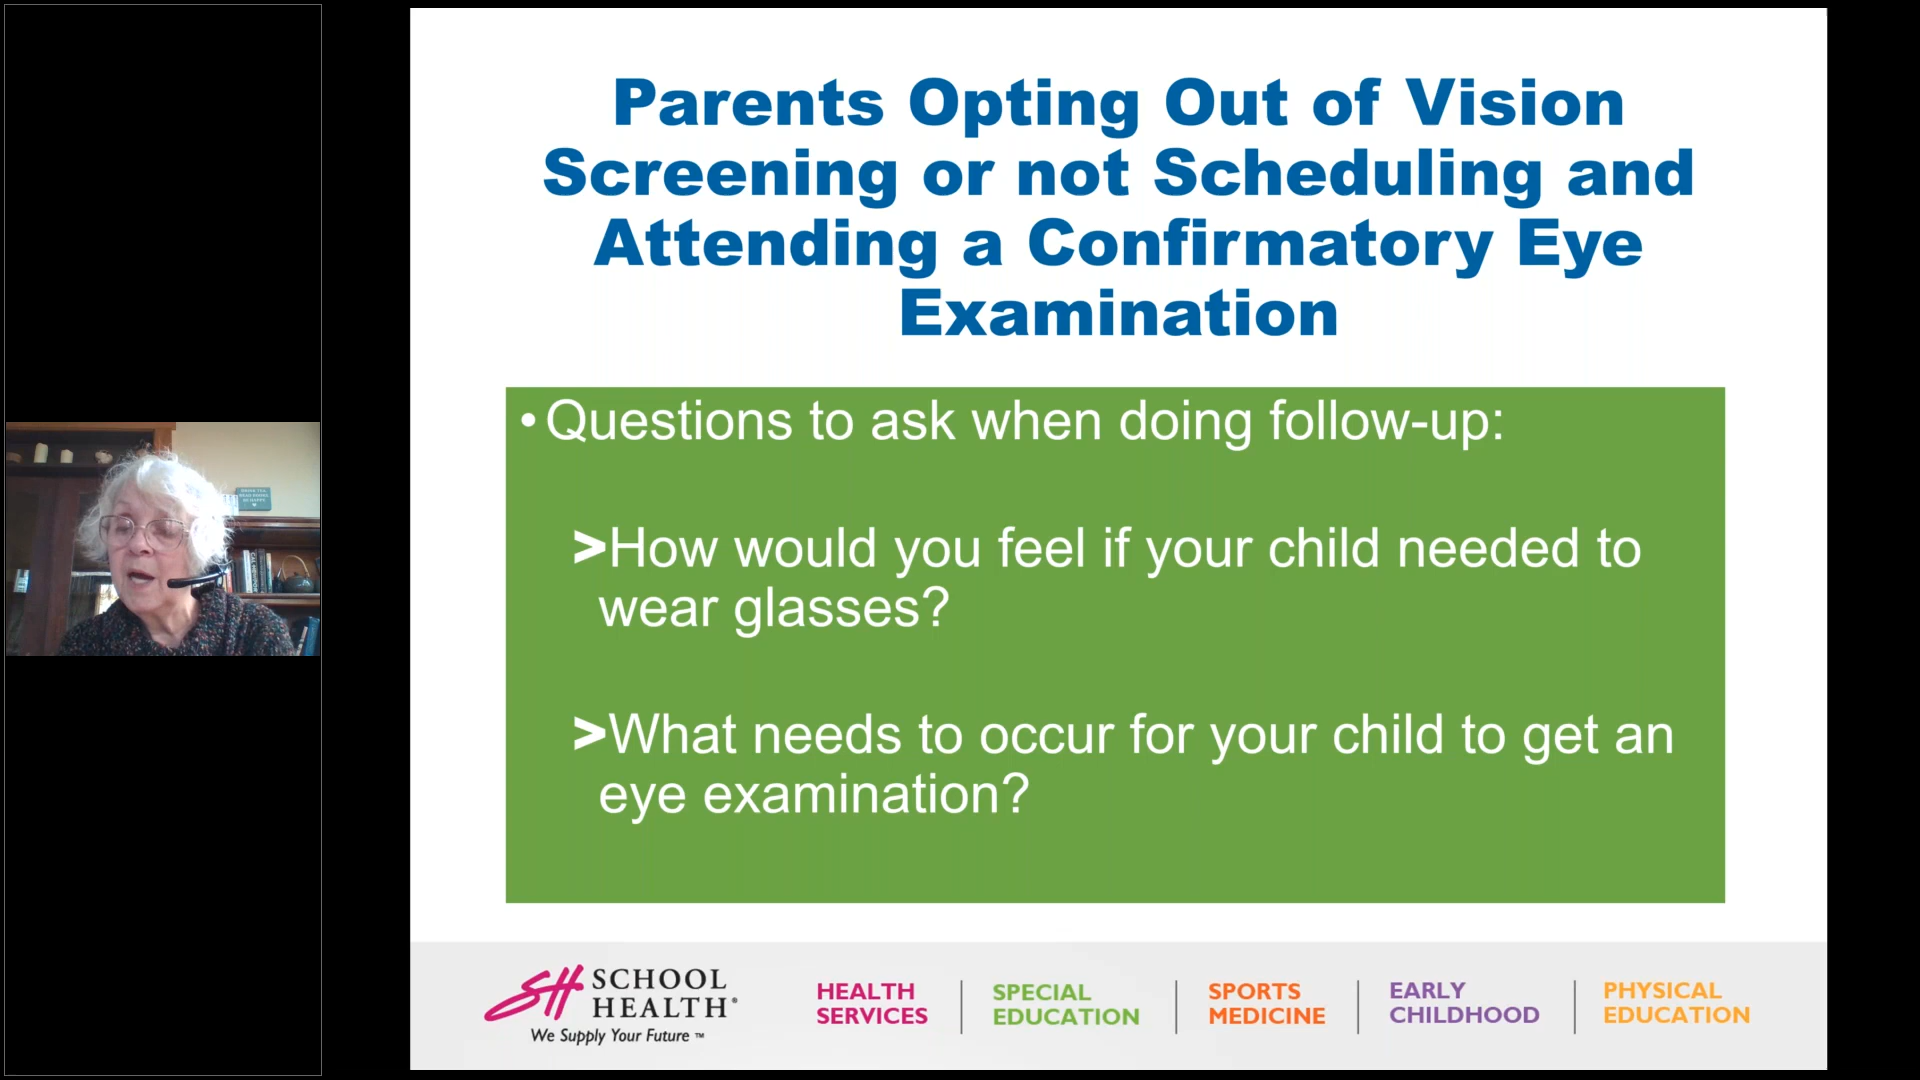 Parents Opting Out of Vision
Screening or not Scheduling and
Attending a Confirmatory Eye
Examination
• Questions to ask when doing follow-up:
>How would you feel if your child needed to
wear glasses?
>What needs to occur for your child to get an
eye examination?
SH SCHOOL
HEALTH®
We Supply Your Future ™
HEALTH
SERVICES
SPECIAL
EDUCATION
SPORTS
MEDICINE
EARLY
CHILDHOOD
PHYSICAL
EDUCATION